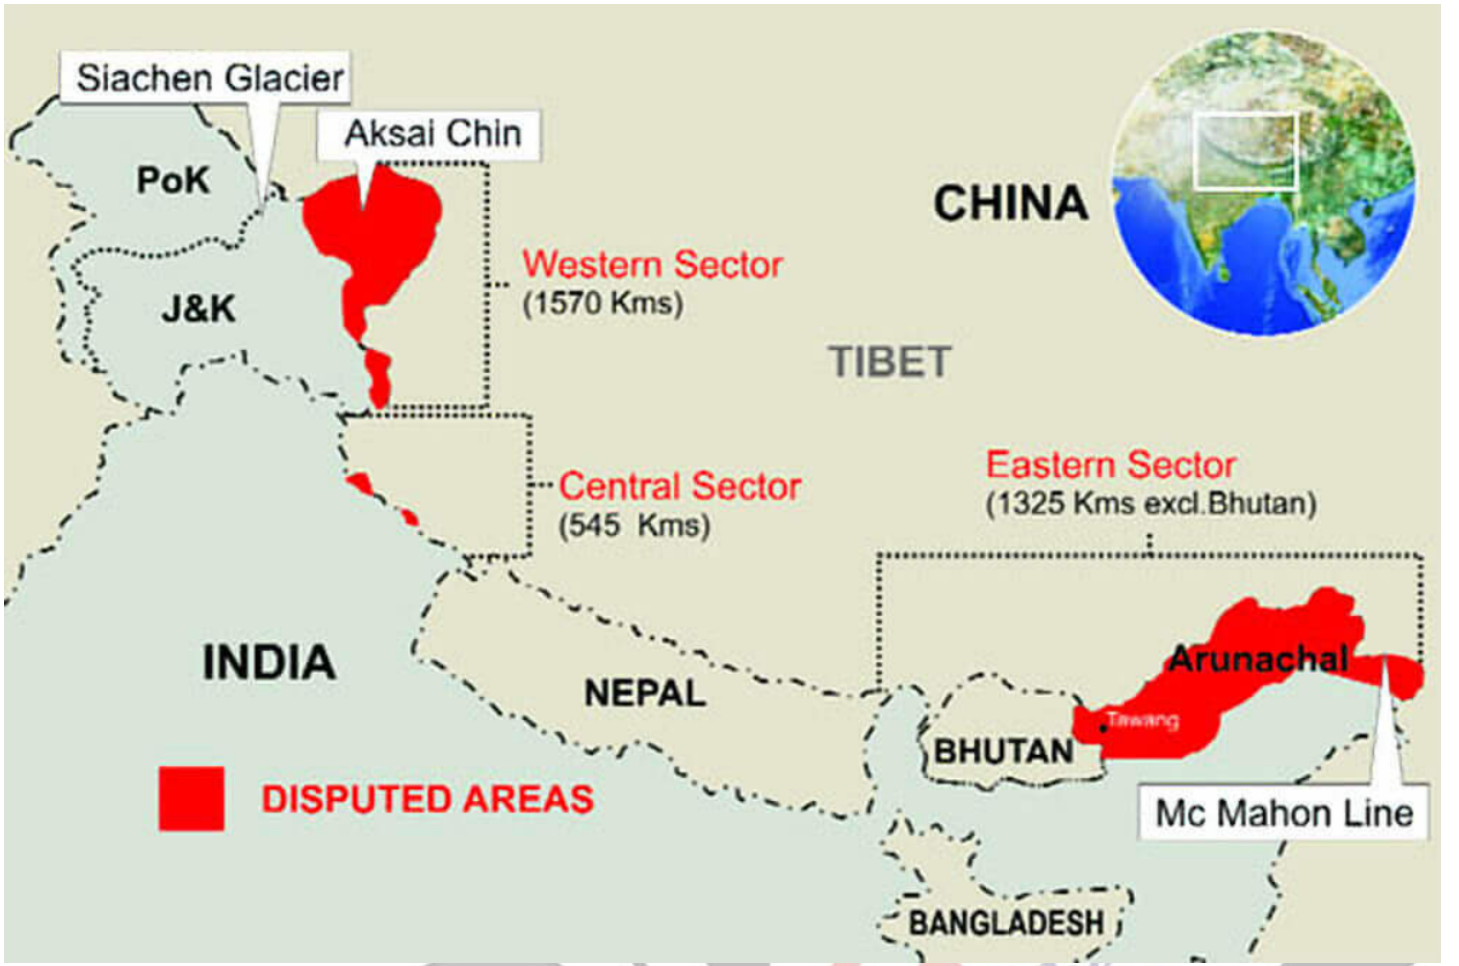 Siachen Glacier
Aksai Chin
PoK
CHINA
Western Sector
(1570 Kms)
J&K
TIBET
Eastern Sector
(1325 Kms excl.Bhutan)
Central Sector
(545 Kms)
INDIA
Arunachal
NEPAL
Tawang
BHUTAN
DISPUTED AREAS
Mc Mahon Line
BANGLADESH